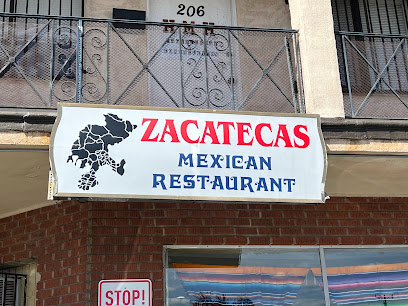 206
ZACATECAS
MEXICAN
RESTAURANT
STOP!